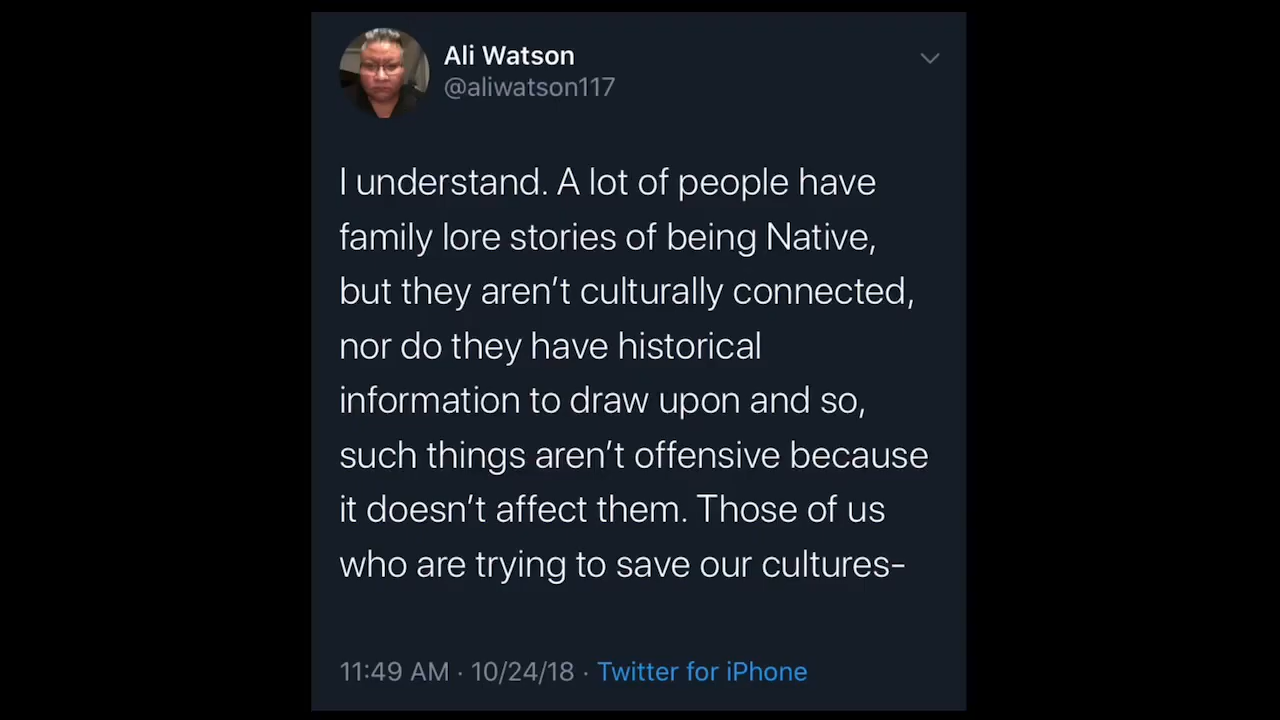 Ali Watson
@aliwatson117
I understand. A lot of people have
family lore stories of being Native,
but they aren’t culturally connected,
nor do they have historical
information to draw upon and so,
such things aren’t offensive because
it doesn’t affect them. Those of us
who are trying to save our cultures-
11:49 AM · 10/24/18 · Twitter for iPhone